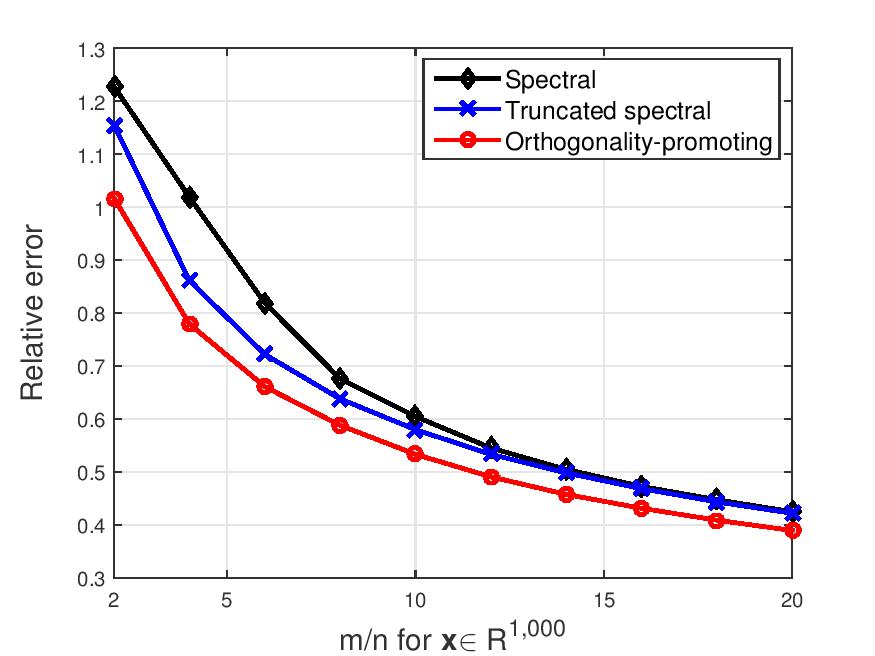 1.3
1.2
1.1
1
0.9
0.8
0.7
0.6
0.5
0.4
0.3
Relative error
Spectral
Truncated spectral
Orthogonality-promoting
2 5 10 15 20
m/n for x∈ R^1,000